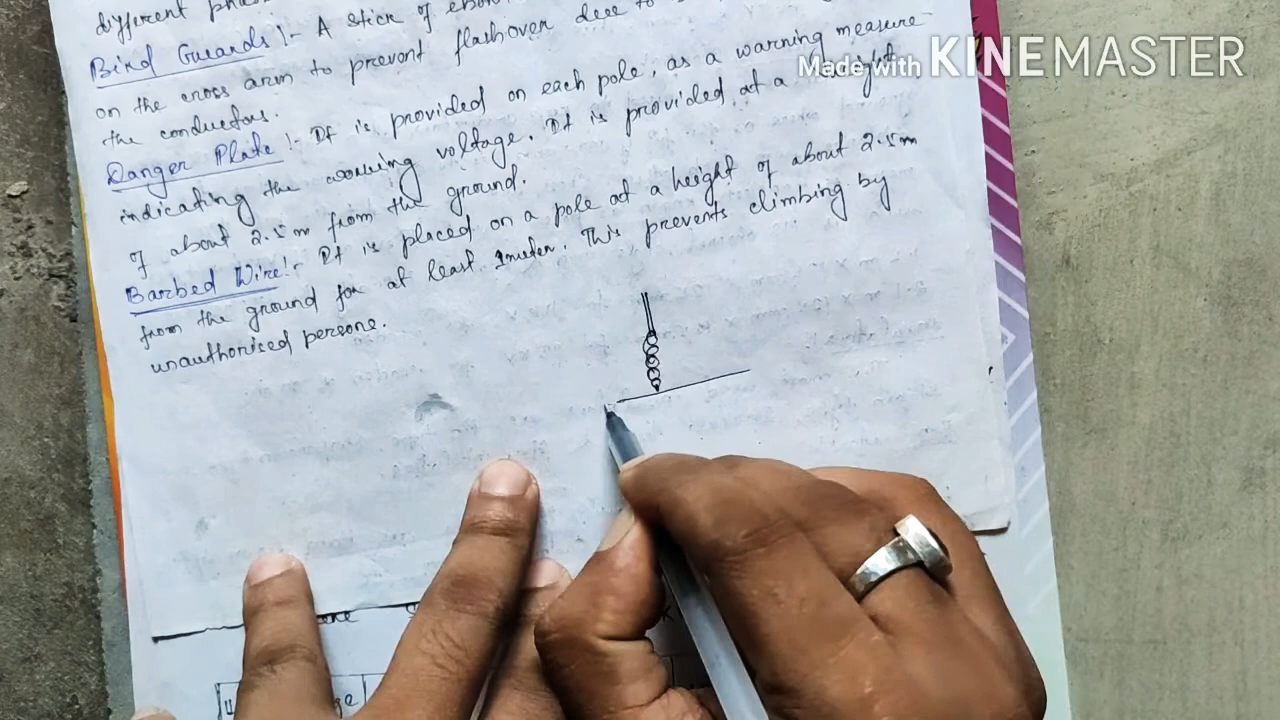 different
Bird Guards :- A stick of
on the cross arm to prevent flashover due to
the conductors.
Danger Plate :- It is provided on each pole, as a warning measure
indicating the working voltage. It is provided at a height
of about 2.5m from the ground.
Barbed Wire :- It is placed on a pole at a height of about 2.5m
from the ground for at least 1meter. This prevents climbing by
unauthorised persons.
Made with KINEMASTER